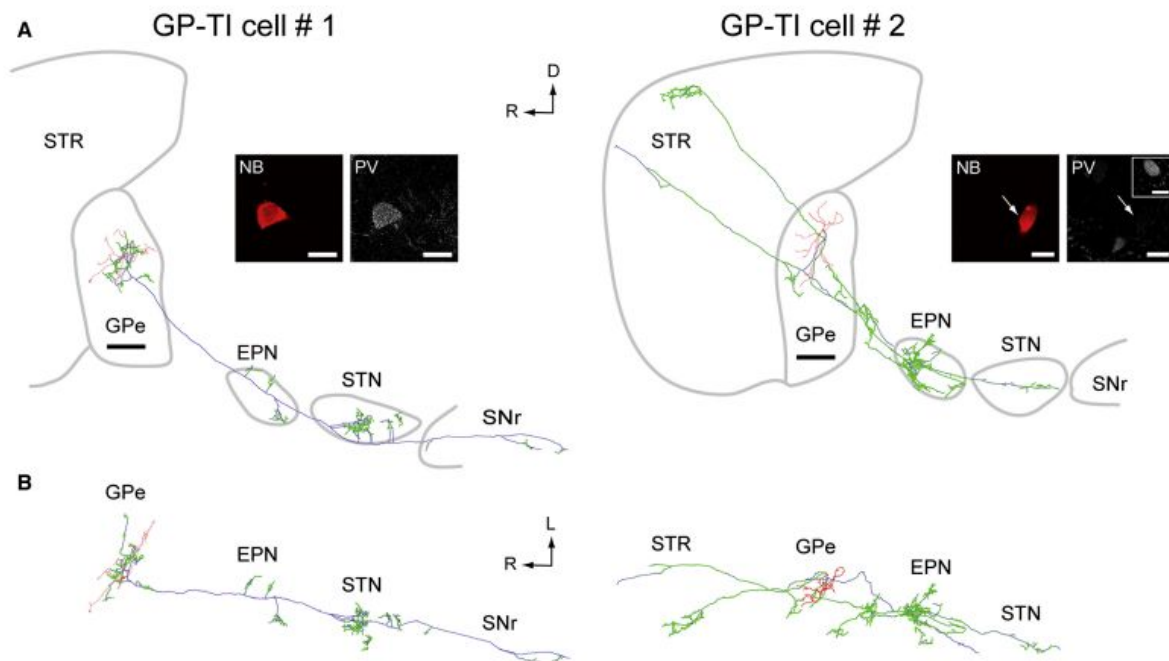 A
GP-TI cell # 1
GP-TI cell # 2
D
R
STR
NB
PV
GPe
EPN
STN
SNr
STR
NB
PV
GPe
EPN
STN
SNr
B
GPe
EPN
STN
SNr
L
R
STR
GPe
EPN
STN